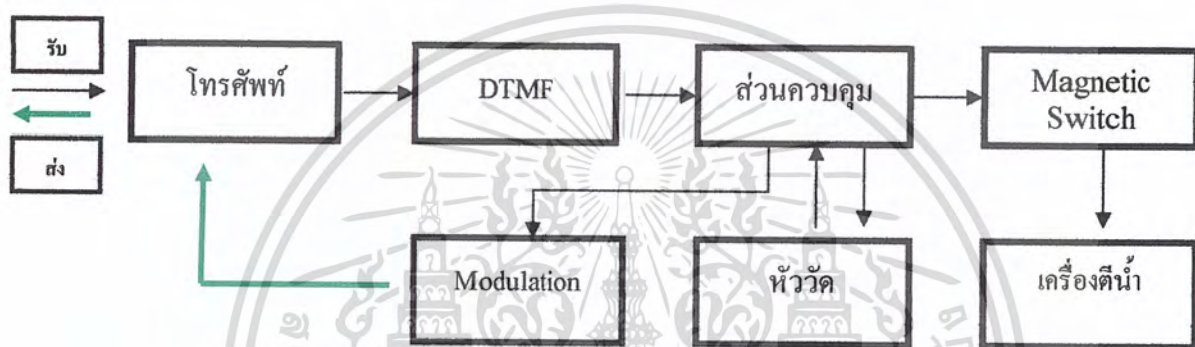 รับ
โทรศัพท์
DTMF
ส่วนควบคุม
Magnetic
Switch
ส่ง
Modulation
หัววัด
เครื่องตีน้ำ